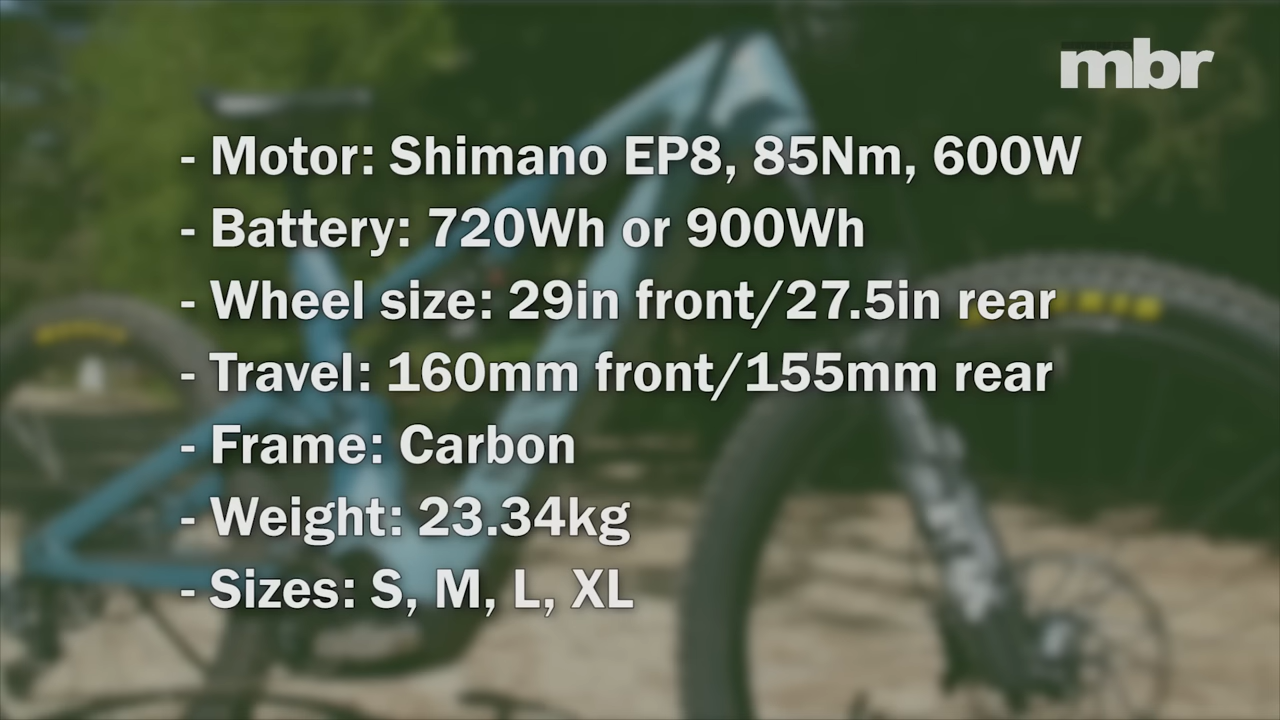 mbr
- Motor: Shimano EP8, 85Nm, 600W
- Battery: 720Wh or 900Wh
- Wheel size: 29in front/27.5in rear
- Travel: 160mm front/155mm rear
- Frame: Carbon
- Weight: 23.34kg
- Sizes: S, M, L, XL